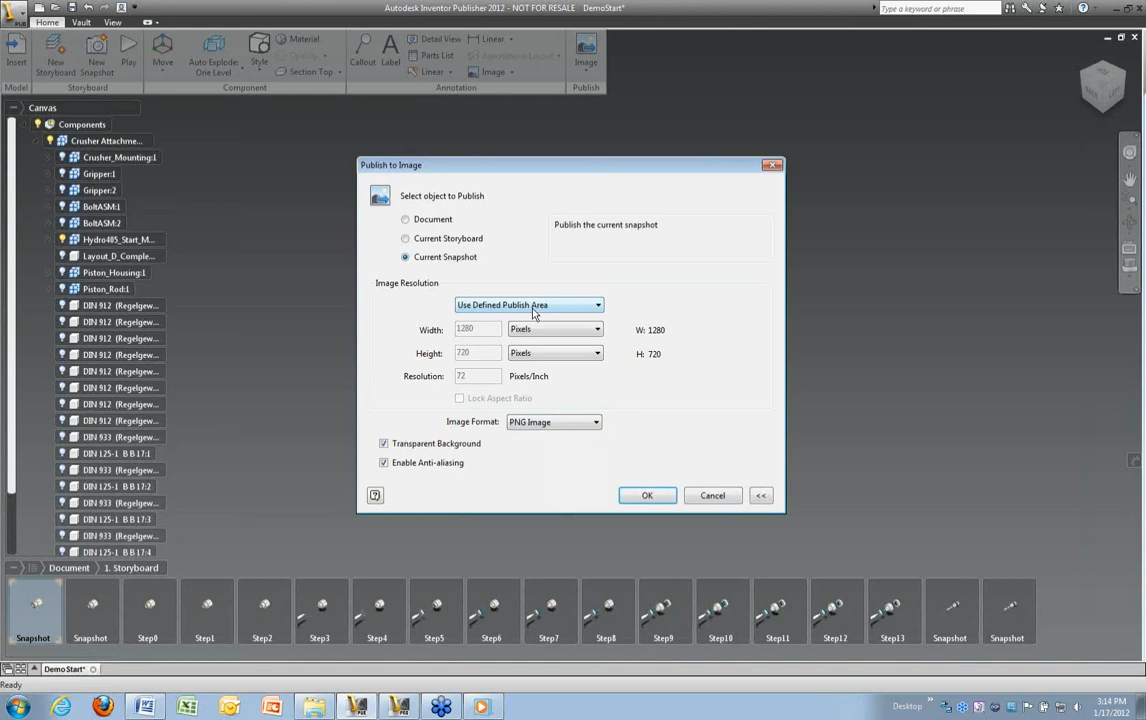 Autodesk Inventor Publisher 2012 - NOT FOR RESALE DemoStart*
Type a keyword or phrase
PUB
Home Vault View
Insert
New Storyboard
New Snapshot
Play
Move
Auto Explode: One Level
Style
Material
Opacity
Section Top
Callout
Label
Detail View
Parts List
Linear
Linear
Annotations Layout
Image
Image
Model Storyboard Component Annotation Publish
Canvas
Components
Crusher Attachme...
Crusher_Mounting:1
Gripper:1
Gripper:2
BoltASM:1
BoltASM:2
Hydro405_Start_M...
Layout_D_Comple...
Piston_Housing:1
Piston_Rod:1
DIN 912 (Regelgew...
DIN 912 (Regelgew...
DIN 912 (Regelgew...
DIN 912 (Regelgew...
DIN 912 (Regelgew...
DIN 912 (Regelgew...
DIN 912 (Regelgew...
DIN 912 (Regelgew...
DIN 933 (Regelgew...
DIN 125-1 B B 17:1
DIN 933 (Regelgew...
DIN 125-1 B B 17:2
DIN 933 (Regelgew...
DIN 125-1 B B 17:3
DIN 933 (Regelgew...
DIN 125-1 B B 17:4
BACK LEFT
Publish to Image
Select object to Publish
Document
Current Storyboard
Current Snapshot
Publish the current snapshot
Image Resolution
Use Defined Publish Area
Width: 1280 Pixels W: 1280
Height: 720 Pixels H: 720
Resolution: 72 Pixels/Inch
Lock Aspect Ratio
Image Format: PNG Image
Transparent Background
Enable Anti-aliasing
OK Cancel <<
Document 1. Storyboard
Snapshot Snapshot Step0 Step1 Step2 Step3 Step4 Step5 Step6 Step7 Step8 Step9 Step10 Step11 Step12 Step13 Snapshot Snapshot
DemoStart*
Ready
Desktop »
3:14 PM
1/17/2012